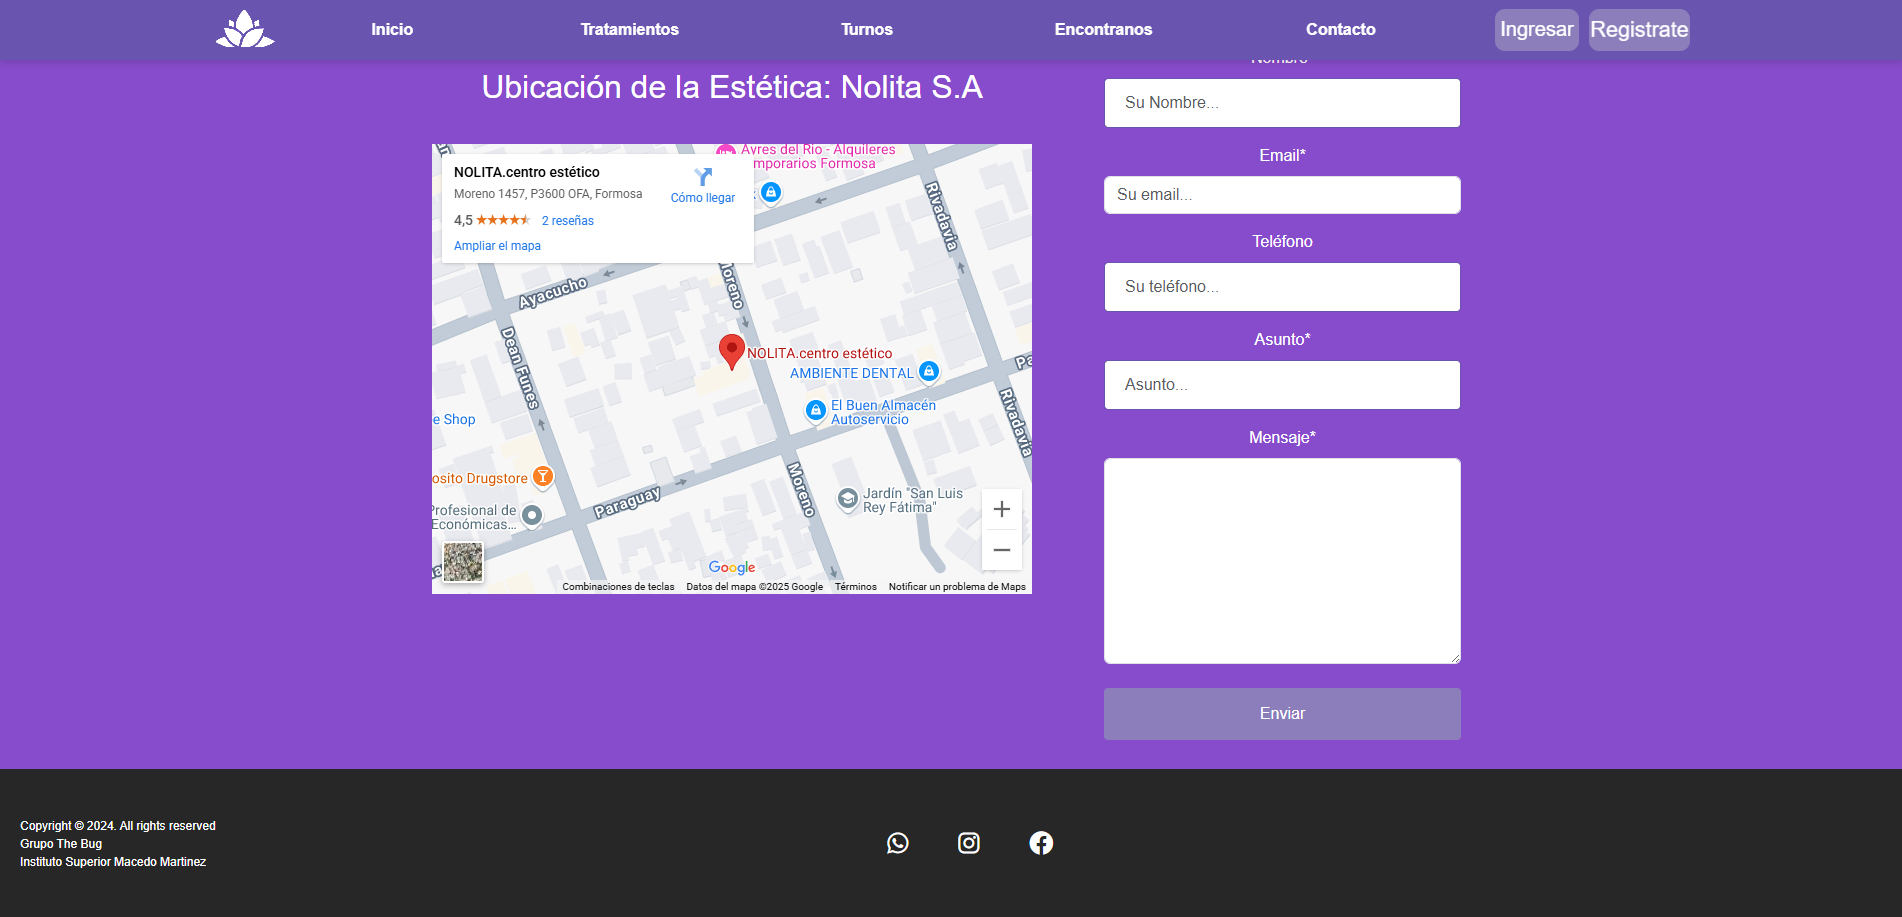 Inicio
Tratamientos
Turnos
Encontranos
Contacto
Ingresar
Registrate
Ubicación de la Estética: Nolita S.A
NOLITA.centro estético
Moreno 1457, P3600 OFA, Formosa
4,5
2 reseñas
Ampliar el mapa
Cómo llegar
Ayres del Rio - Alquileres
mporarios Formosa
Rivadavia
Ayacucho
Moreno
Dean Funes
NOLITA.centro estético
AMBIENTE DENTAL
El Buen Almacén
Autoservicio
Rivadavia
e Shop
osito Drugstore
Paraguay
Moreno
Jardín "San Luis
Rey Fátima"
Profesional de
Económicas...
Google
Combinaciones de teclas
Datos del mapa ©2025 Google
Términos
Notificar un problema de Maps
Nombre
Su Nombre...
Email*
Su email...
Teléfono
Su teléfono...
Asunto*
Asunto...
Mensaje*
Enviar
Copyright © 2024. All rights reserved
Grupo The Bug
Instituto Superior Macedo Martinez